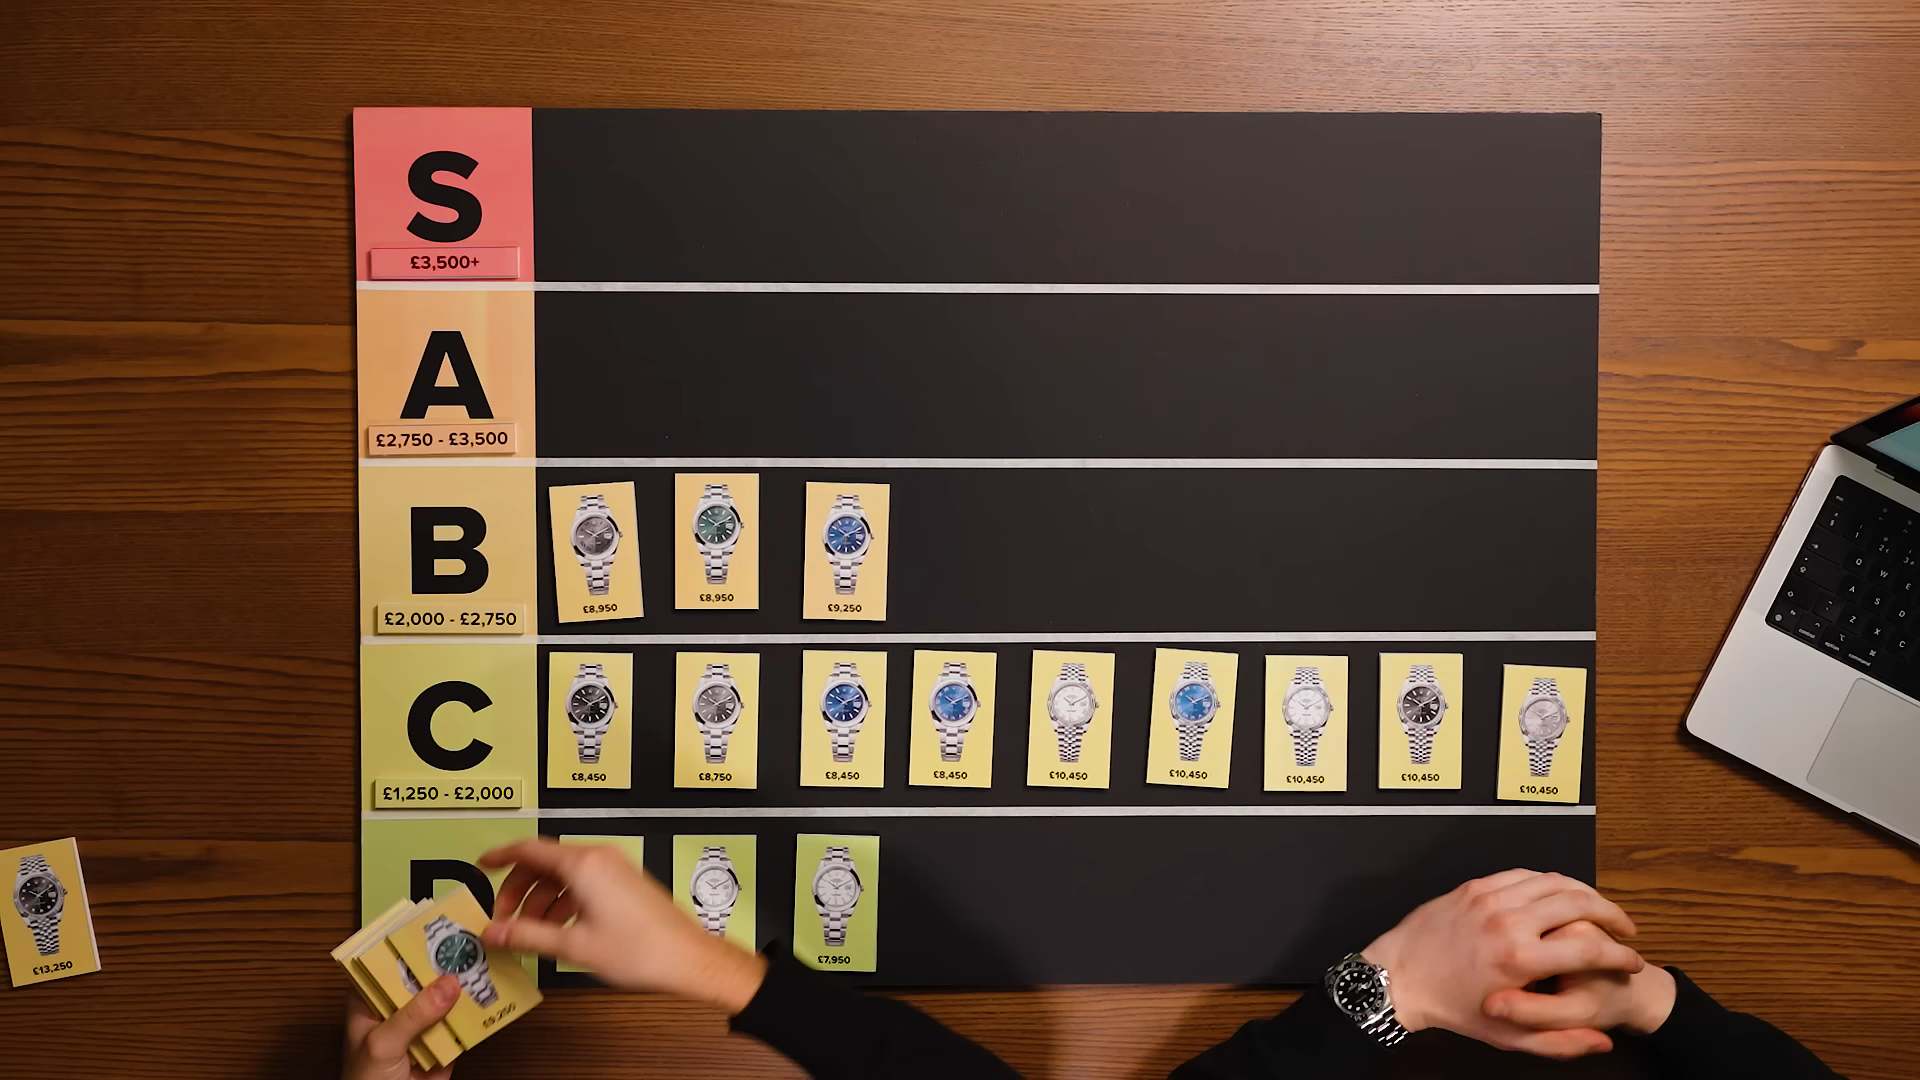 S
£3,500+
A
£2,750 - £3,500
B
£2,000 - £2,750
£8,950
£8,950
£9,250
C
£1,250 - £2,000
£8,450
£8,750
£8,450
£8,450
£10,450
£10,450
£10,450
£10,450
£10,450
D
£7,950
£13,250
£9,250